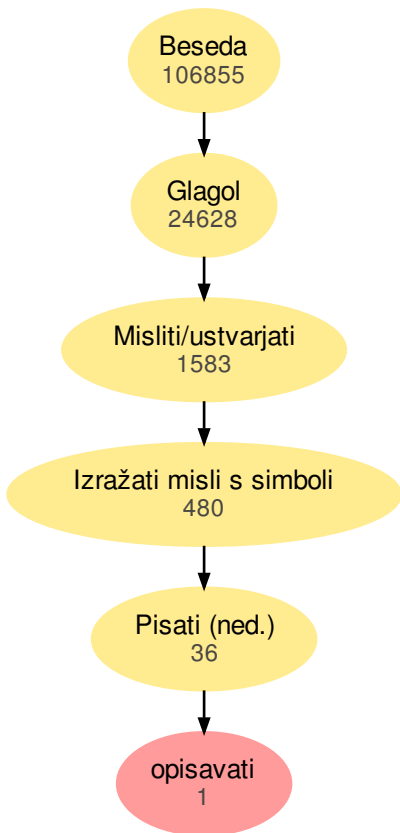 Beseda
106855
Glagol
24628
Misliti/ustvarjati
1583
Izražati misli s simboli
480
Pisati (ned.)
36
opisavati
1